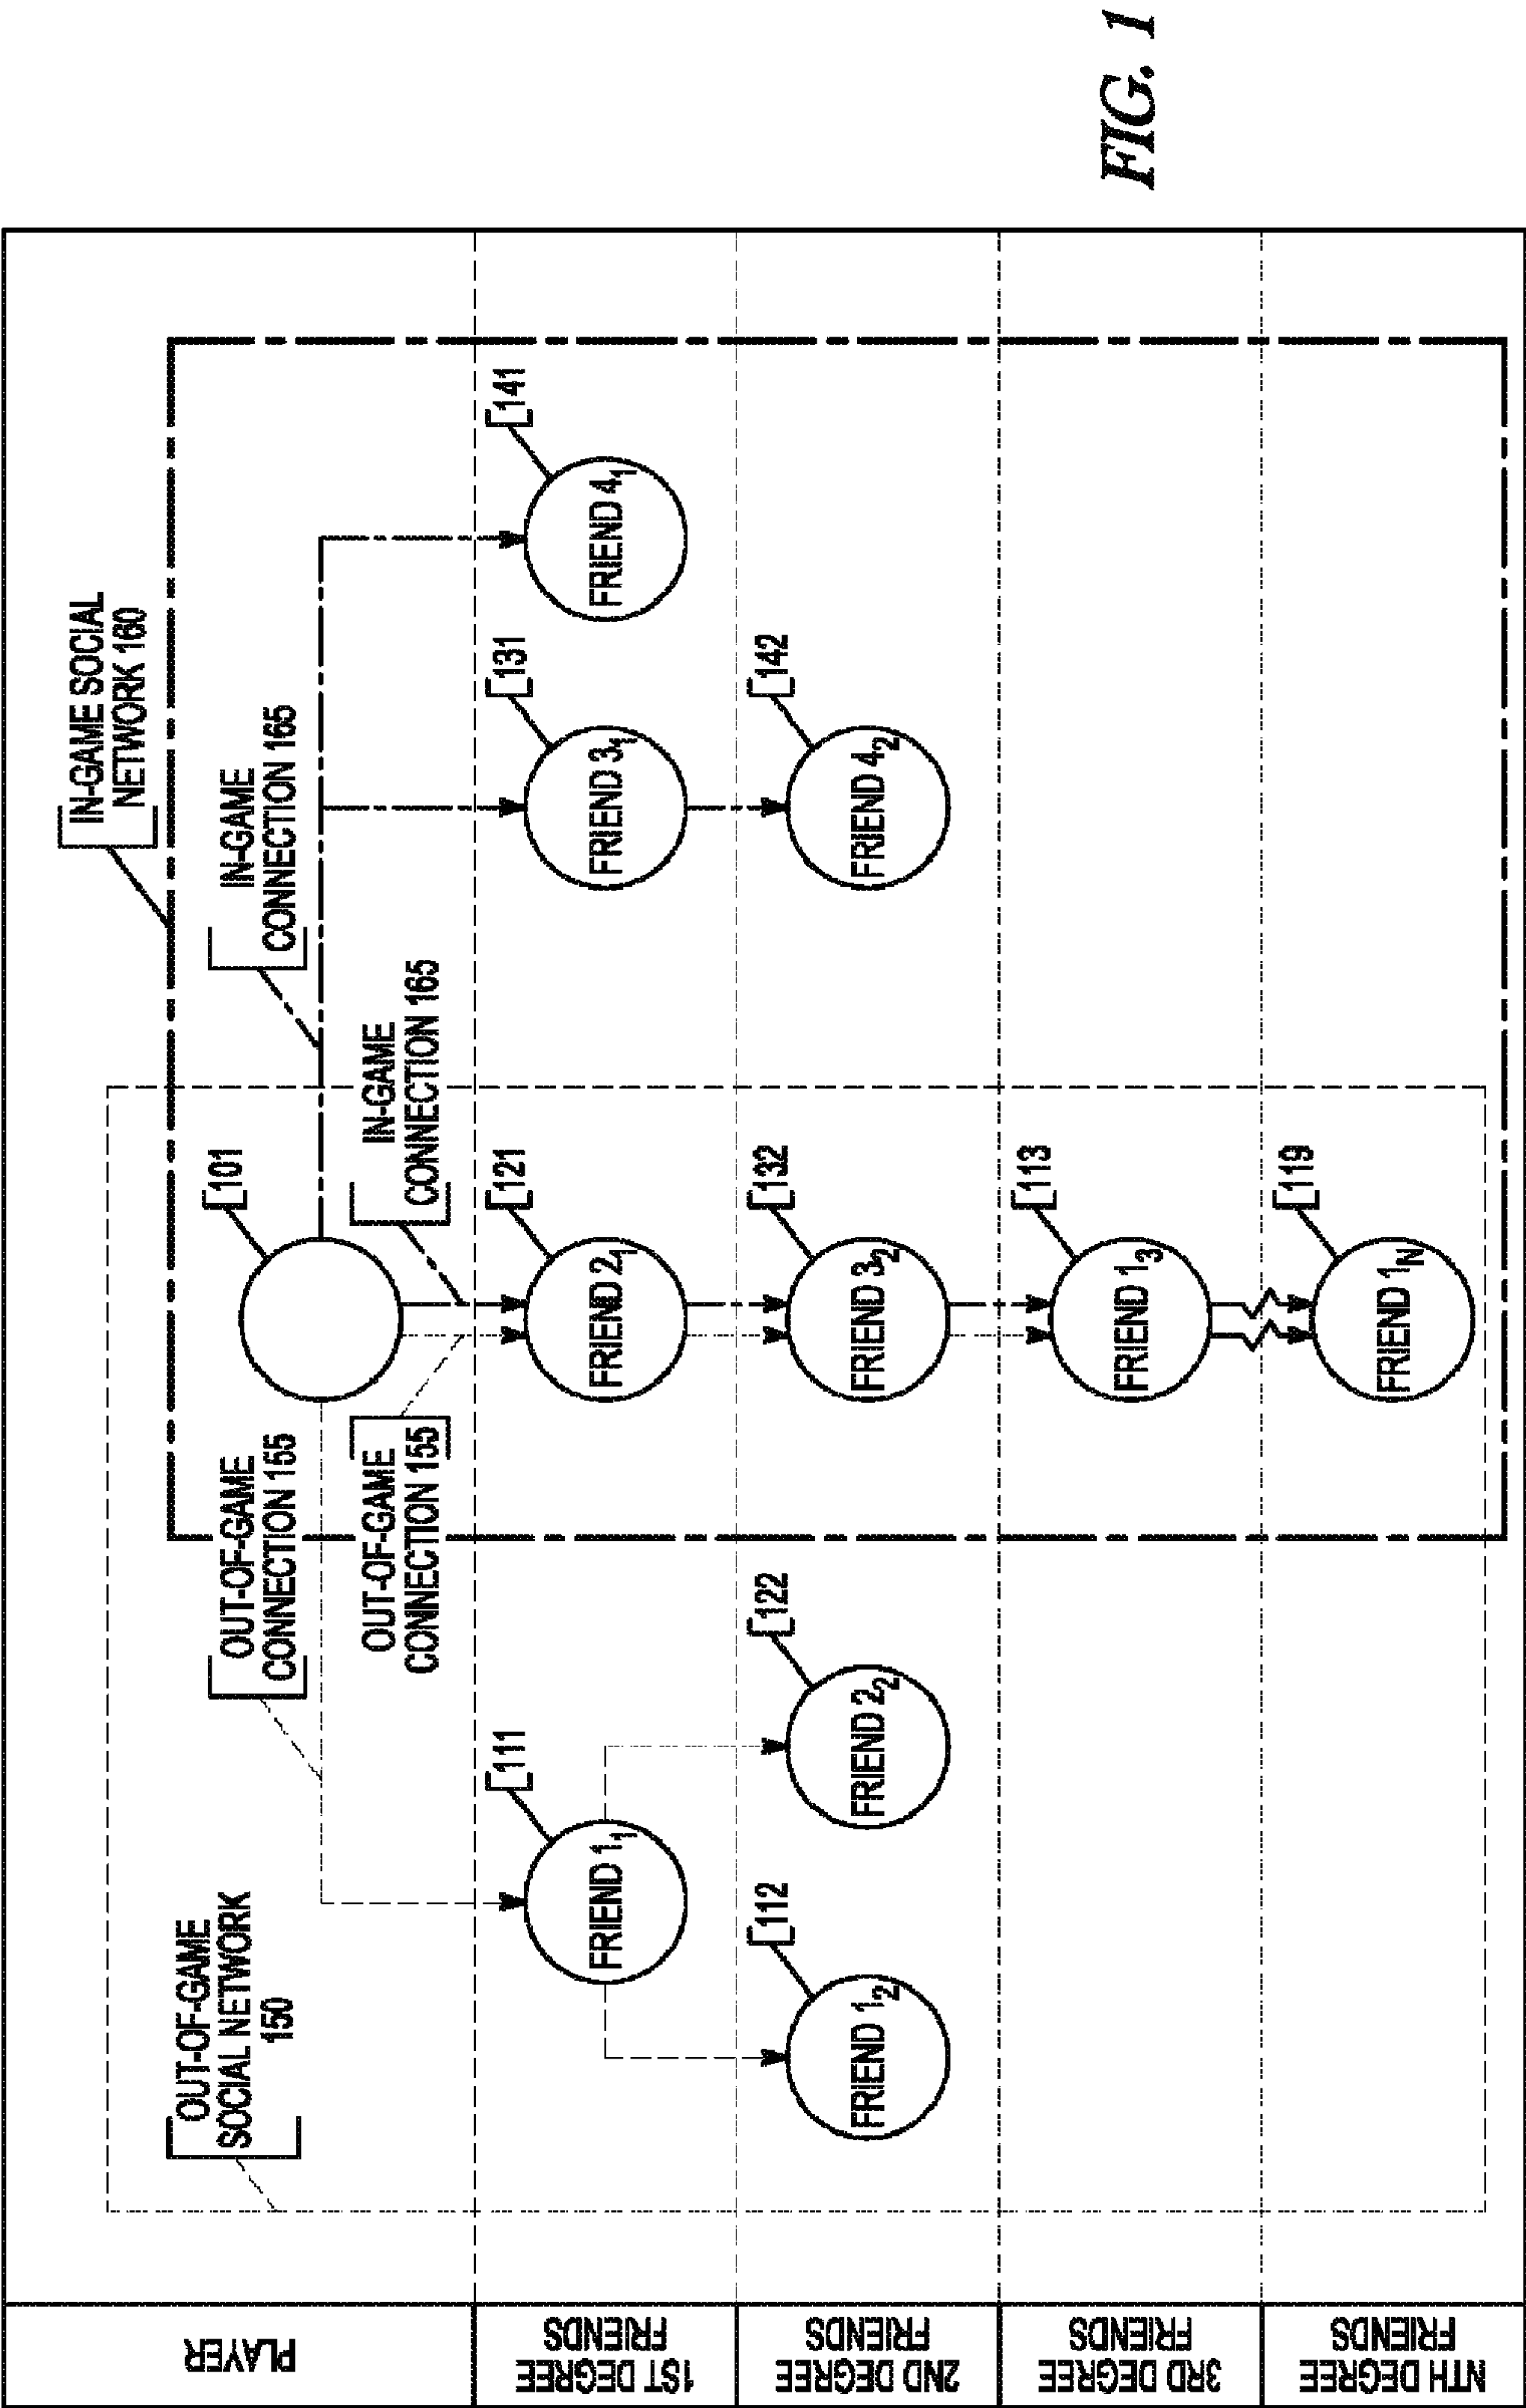 IN-GAME SOCIAL
NETWORK 160
OUT-OF-GAME
SOCIAL NETWORK
150
OUT-OF-GAME
CONNECTION 155
IN-GAME
CONNECTION 165
PLAYER
101
OUT-OF-GAME
CONNECTION 155
IN-GAME
CONNECTION 165
1ST DEGREE
FRIENDS
111
121
131
141
FRIEND 1₁
FRIEND 2₁
FRIEND 3₁
FRIEND 4₁
2ND DEGREE
FRIENDS
112
122
132
142
FRIEND 1₂
FRIEND 2₂
FRIEND 3₂
FRIEND 4₂
3RD DEGREE
FRIENDS
113
FRIEND 1₃
NTH DEGREE
FRIENDS
119
FRIEND 1N
FIG. 1